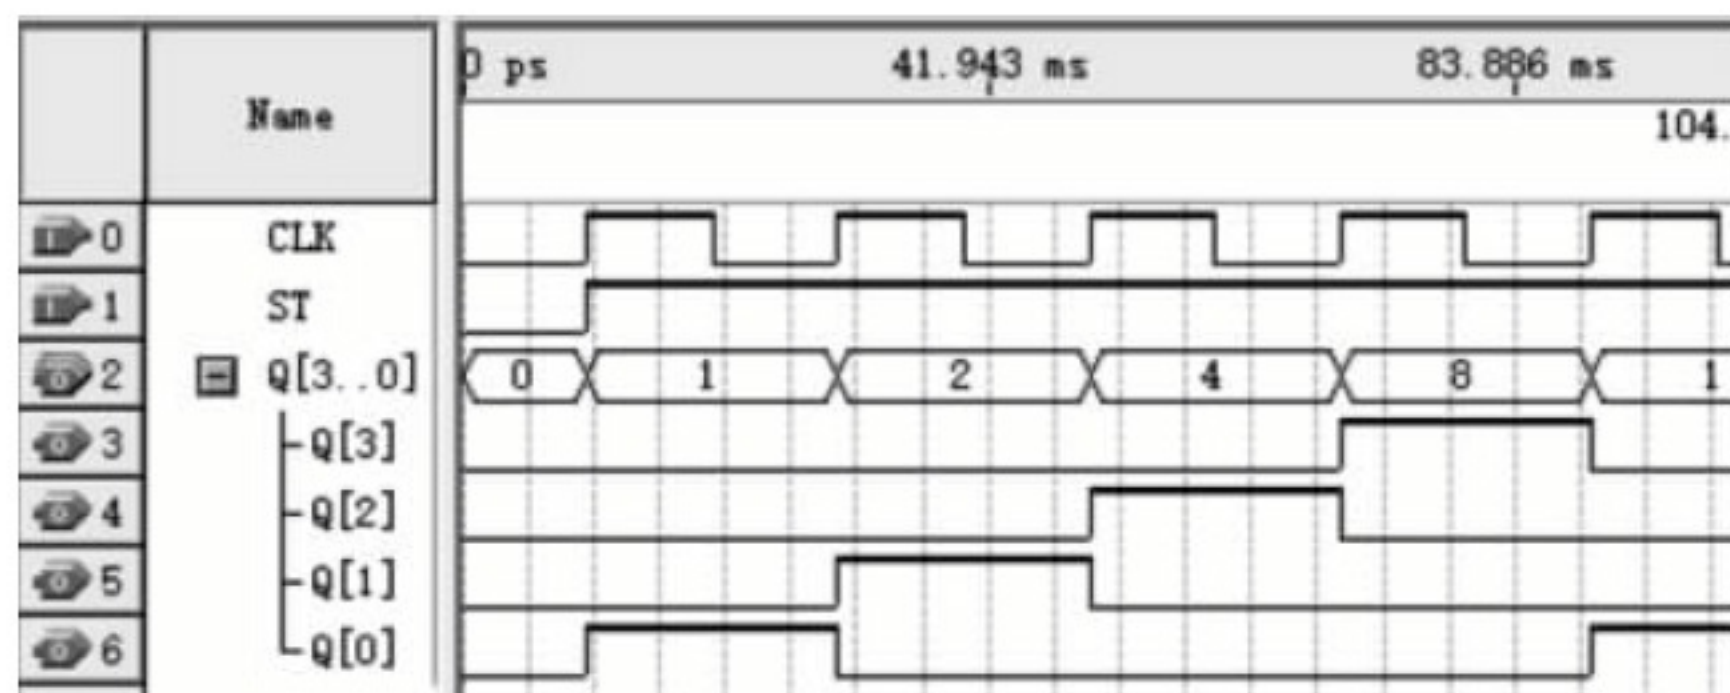 0 ps 41.943 ms 83.886 ms
Name
104.
0 CLK
1 ST
2 Q[3..0] 0 1 2 4 8 1
3 Q[3]
4 Q[2]
5 Q[1]
6 Q[0]